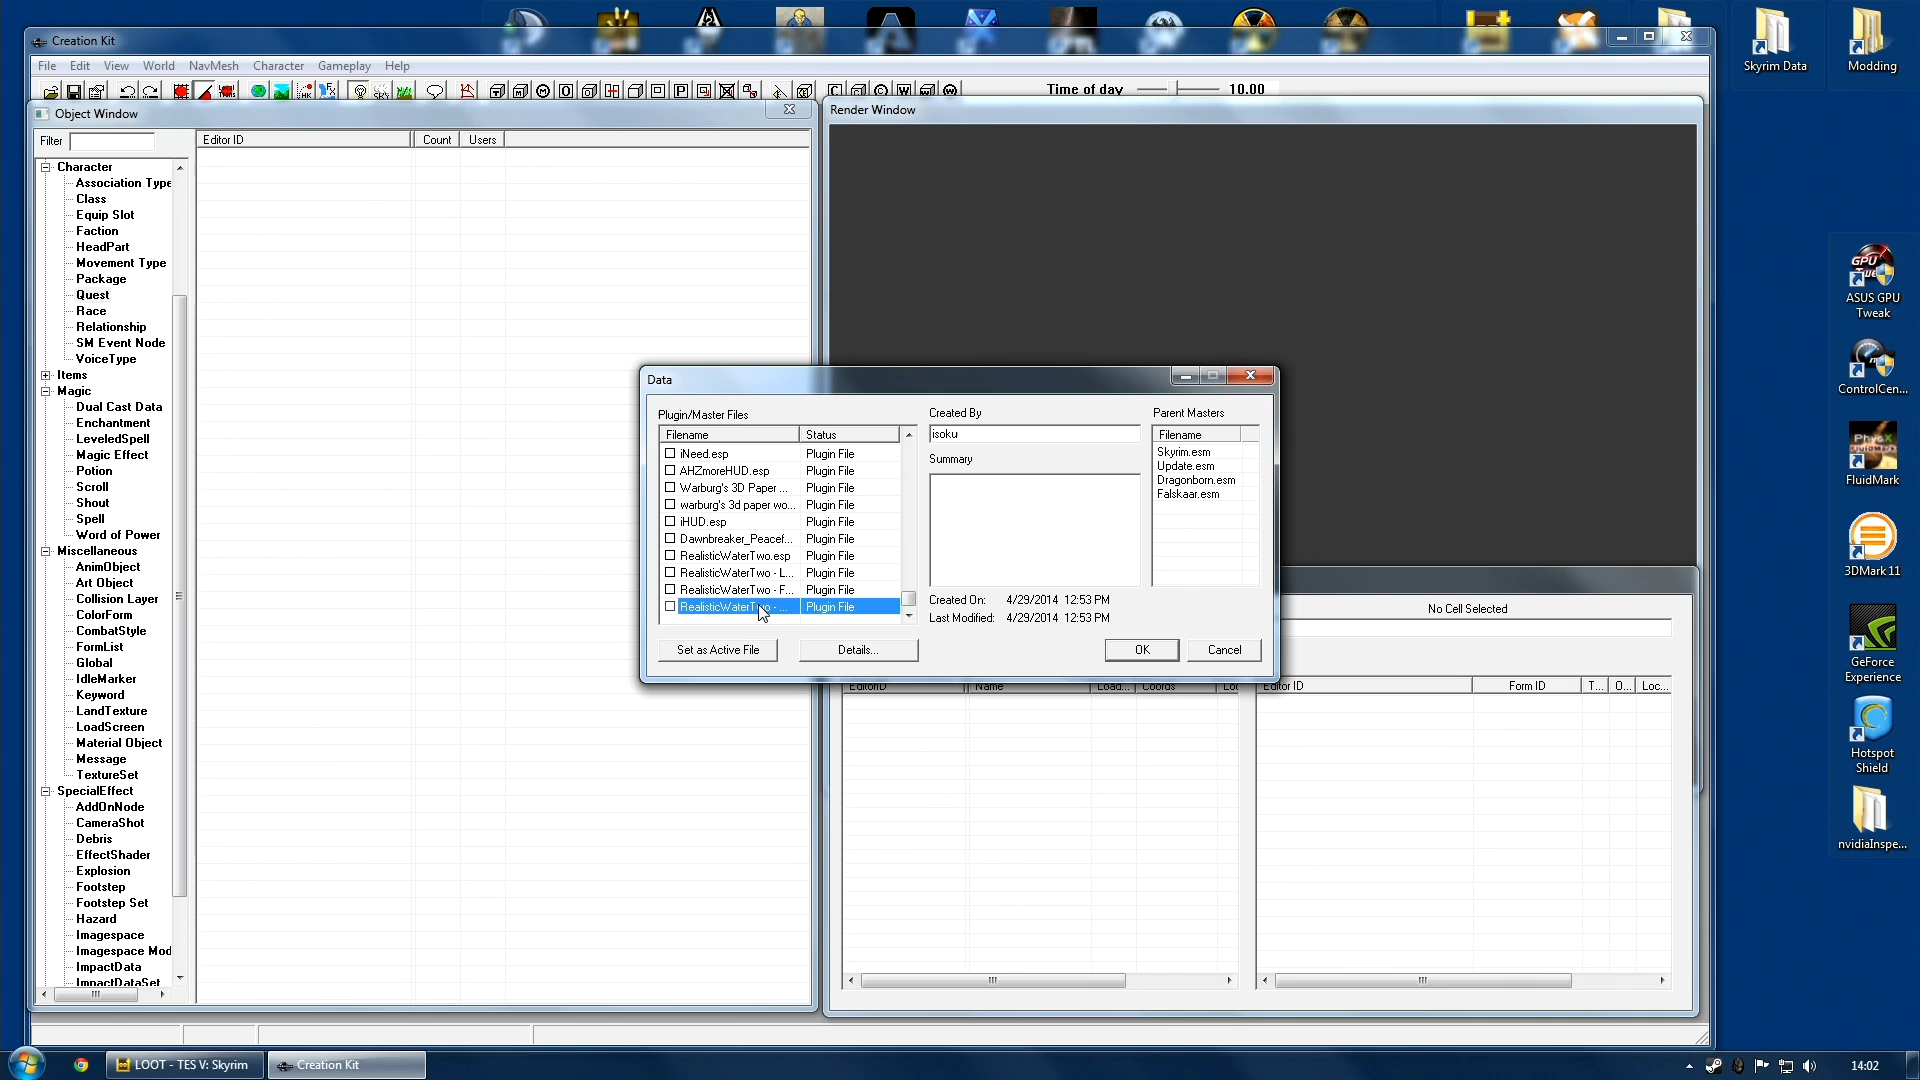 Creation Kit
Skyrim Data
Modding
File Edit View World NavMesh Character Gameplay Help
Time of day 10.00
Object Window
Render Window
Filter
Editor ID Count Users
Character
Association Type
Class
Equip Slot
Faction
HeadPart
Movement Type
Package
Quest
Race
Relationship
SM Event Node
VoiceType
Items
Magic
Dual Cast Data
Enchantment
LeveledSpell
Magic Effect
Potion
Scroll
Shout
Spell
Word of Power
Miscellaneous
AnimObject
Art Object
Collision Layer
ColorForm
CombatStyle
FormList
Global
IdleMarker
Keyword
LandTexture
LoadScreen
Material Object
Message
TextureSet
SpecialEffect
AddOnNode
CameraShot
Debris
EffectShader
Explosion
Footstep
Footstep Set
Hazard
Imagespace
Imagespace Mod
ImpactData
ImpactDataSet
Data
Plugin/Master Files
Filename Status
iNeed.esp Plugin File
AHZmoreHUD.esp Plugin File
Warburg's 3D Paper ... Plugin File
warburg's 3d paper wo... Plugin File
iHUD.esp Plugin File
Dawnbreaker_Peacef... Plugin File
RealisticWaterTwo.esp Plugin File
RealisticWaterTwo - L... Plugin File
RealisticWaterTwo - F... Plugin File
RealisticWaterTwo - ... Plugin File
Set as Active File
Details...
Created By
isoku
Summary
Created On: 4/29/2014 12:53 PM
Last Modified: 4/29/2014 12:53 PM
Parent Masters
Filename
Skyrim.esm
Update.esm
Dragonborn.esm
Falskaar.esm
OK
Cancel
No Cell Selected
EditorID Name Load... Coords Loc
Editor ID Form ID T... O... Loc...
ASUS GPU
Tweak
ControlCen...
FluidMark
3DMark 11
GeForce
Experience
Hotspot
Shield
nvidiaInspe...
LOOT - TES V: Skyrim
Creation Kit
14:02